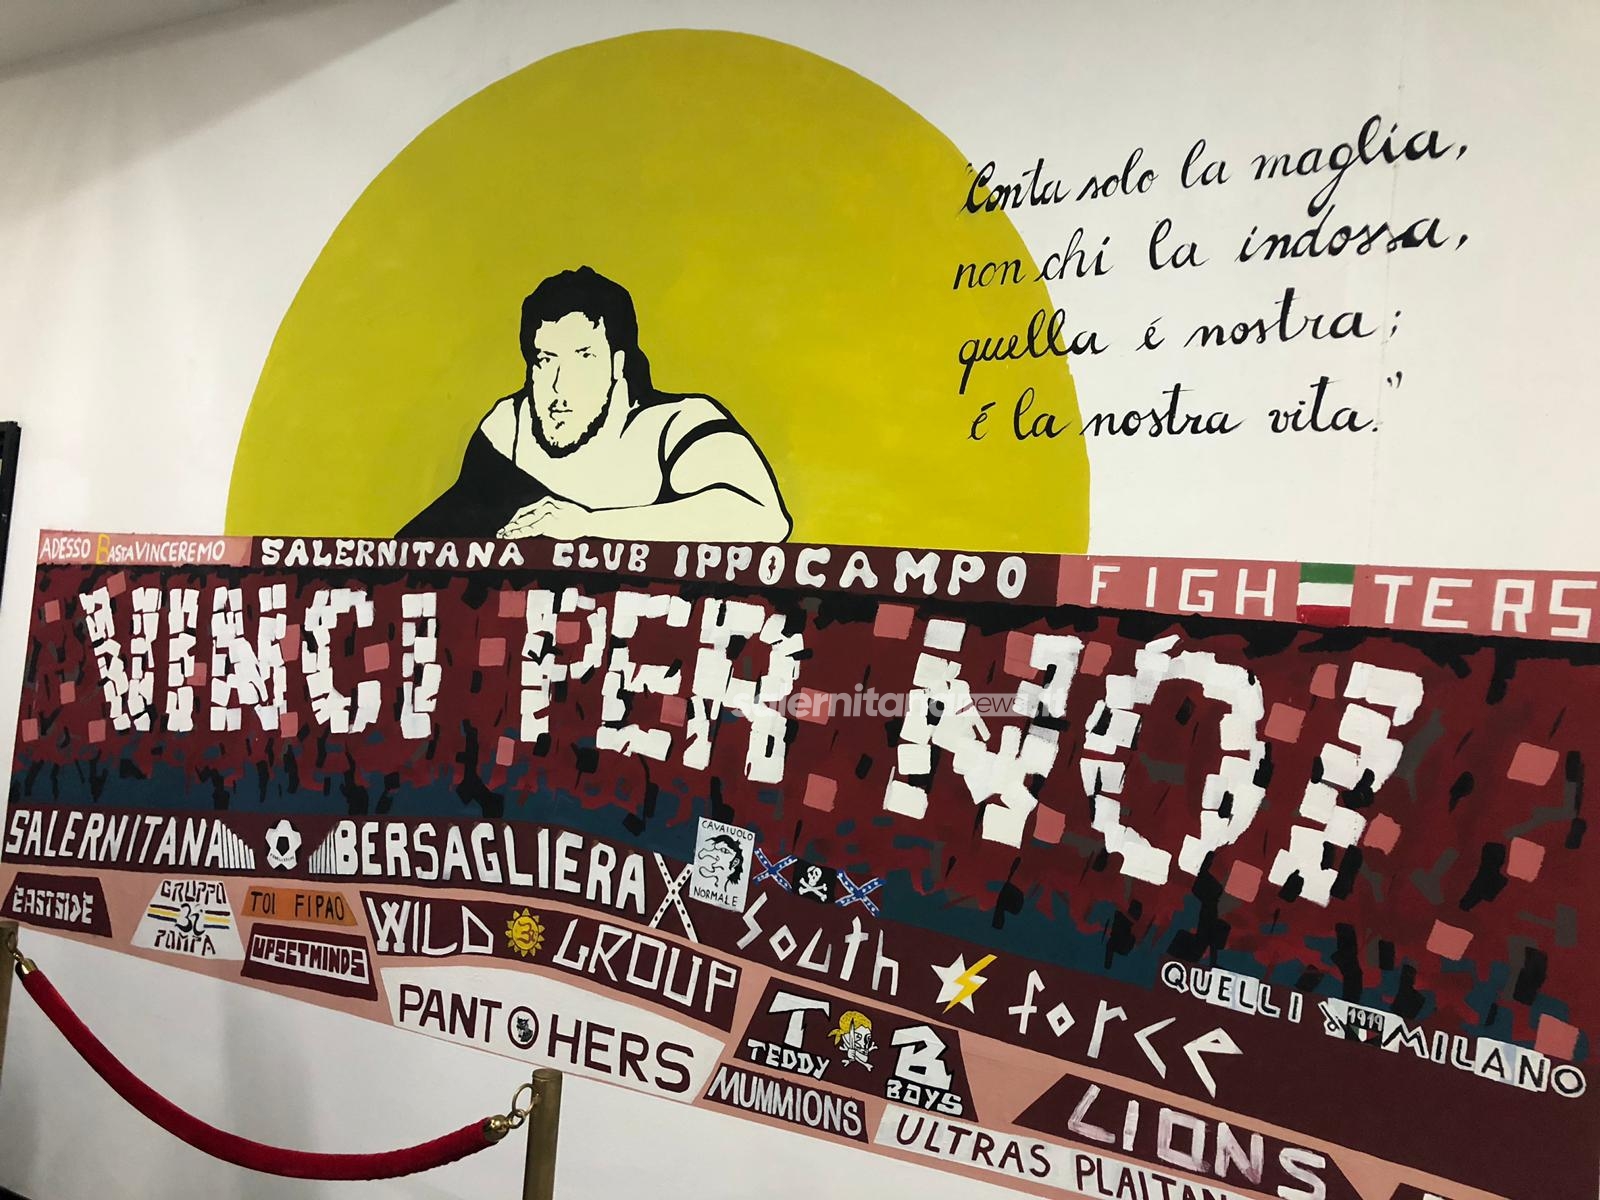 "Conta solo la maglia,
non chi la indossa,
quella é nostra;
é la nostra vita."
ADESSO BASTA VINCEREMO
SALERNITANA CLUB IPPOCAMPO
FIGHTERS
VINCI PER NOI
salernitananews.it
SALERNITANA
BERSAGLIERA
CAVAIUOLO
NORMALE
South force
QUELLI 1919 MILANO
EASTSIDE
GRUPPO
POMPA
TOI FIPAO
UPSETMINDS
WILD GROUP
PANTHERS
T B
TEDDY BOYS
MUMMIONS
LIONS
ULTRAS PLAITAN